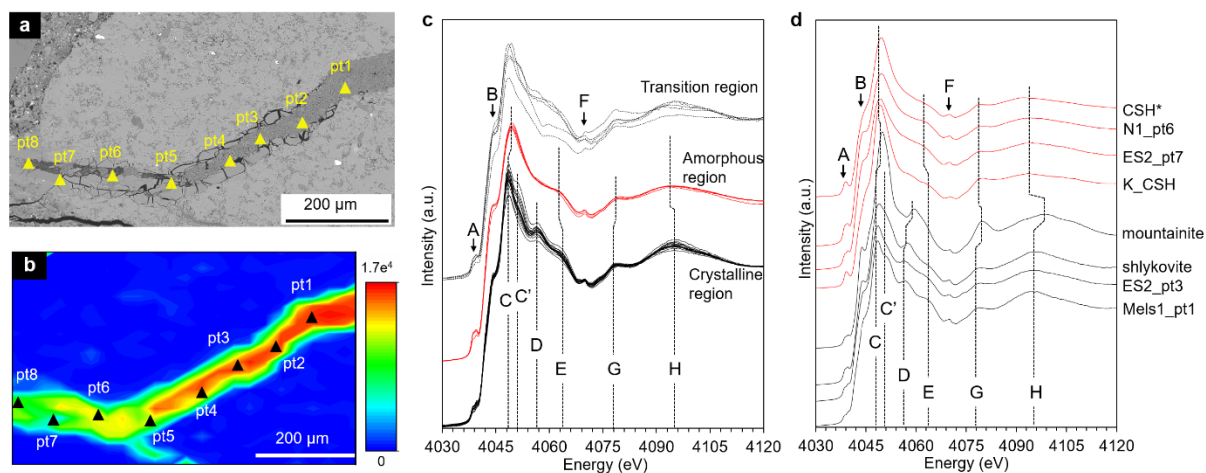 a
pt1
pt2
pt3
pt4
pt5
pt6
pt7
pt8
200 µm
b
1.7e⁴
0
pt1
pt2
pt3
pt4
pt5
pt6
pt7
pt8
200 µm
c
Intensity (a.u.)
Transition region
Amorphous
region
Crystalline
region
A
B
F
C
C'
D
E
G
H
4030 4045 4060 4075 4090 4105 4120
Energy (eV)
d
Intensity (a.u.)
A
B
F
CSH*
N1_pt6
ES2_pt7
K_CSH
mountainite
shlykovite
ES2_pt3
Mels1_pt1
C
C'
D
E
G
H
4030 4045 4060 4075 4090 4105 4120
Energy (eV)